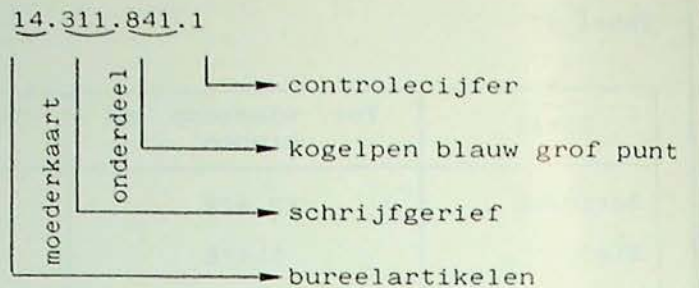 14.311.841.1
controlecijfer
kogelpen blauw grof punt
schrijfgerief
bureelartikelen
moederkaart
onderdeel